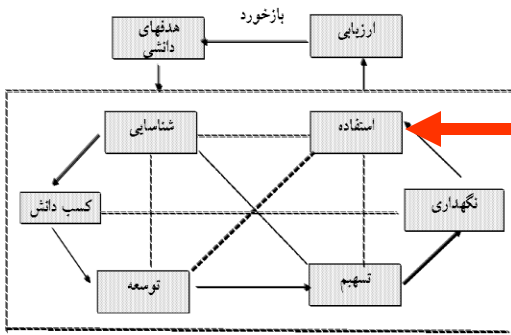 بازخورد
هدفهای
دانشی
ارزیابی
شناسایی
استفاده
کسب دانش
نگهداری
توسعه
تسهیم